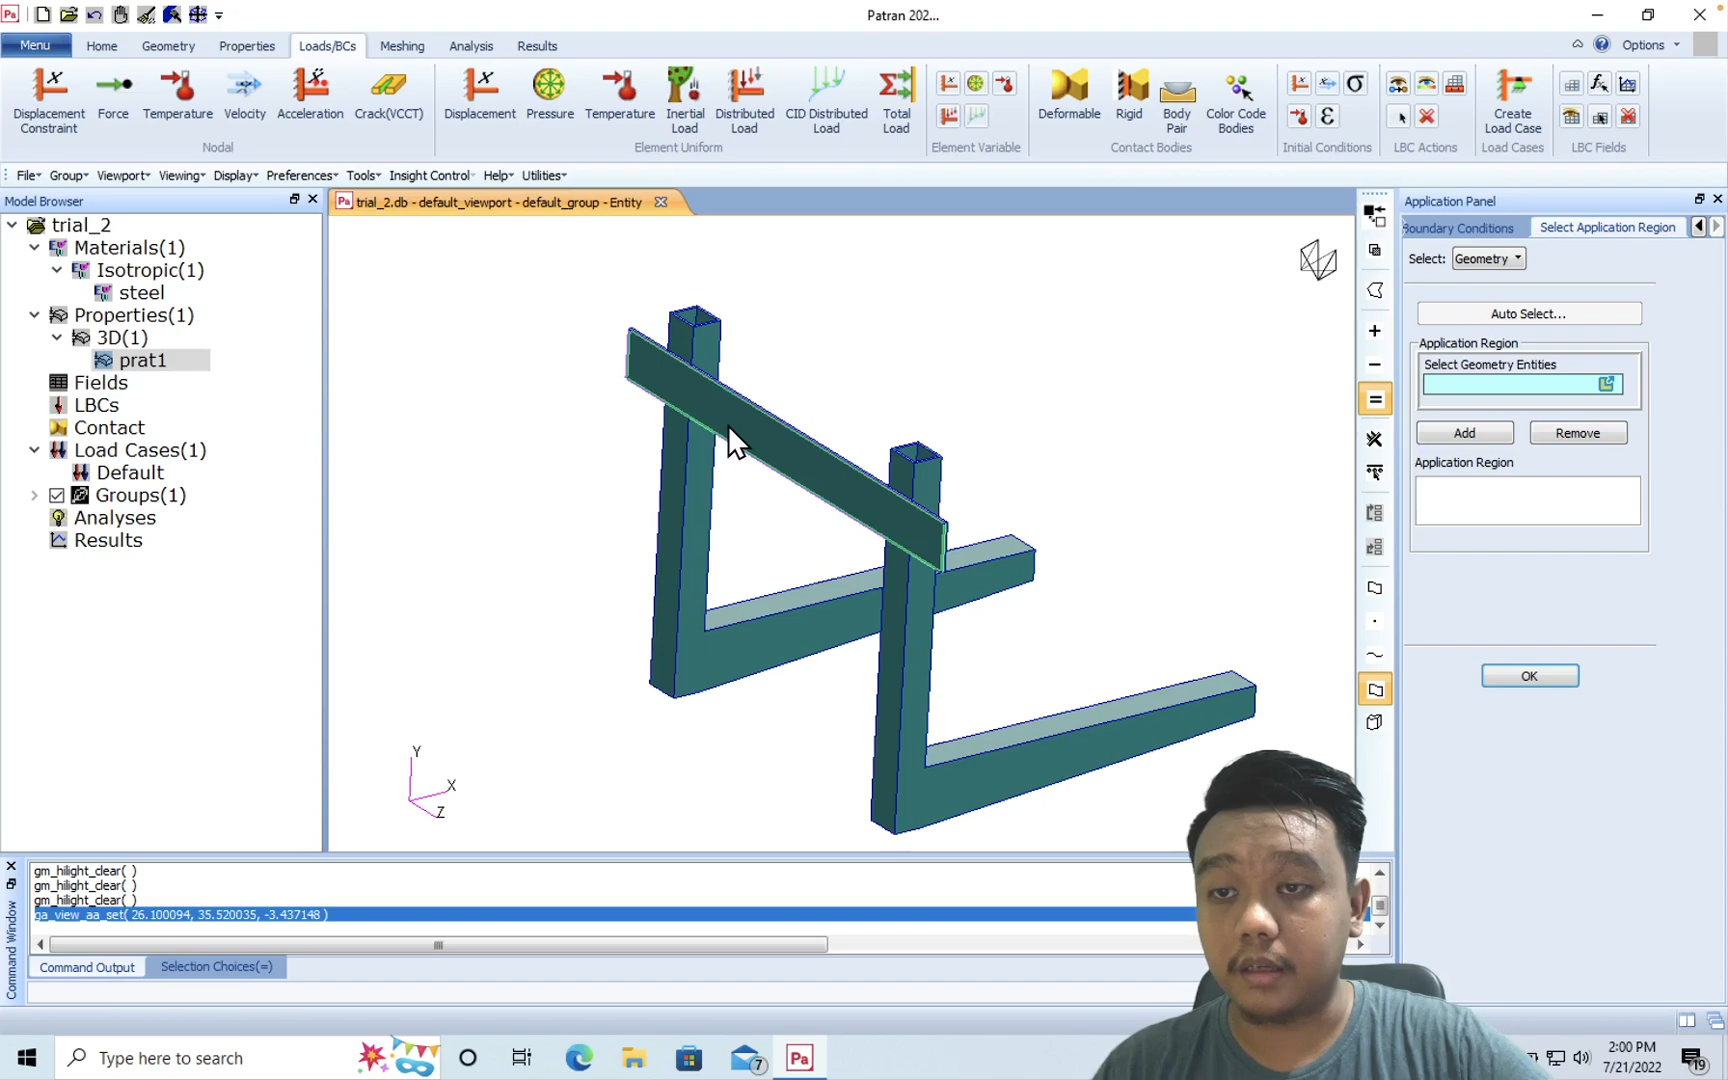 Pa
Patran 202...
Menu
Home
Geometry
Properties
Loads/BCs
Meshing
Analysis
Results
Options
Displacement Constraint
Force
Temperature
Velocity
Acceleration
Crack(VCCT)
Nodal
Displacement
Pressure
Temperature
Inertial Load
Distributed Load
CID Distributed Load
Total Load
Element Uniform
Element Variable
Deformable
Rigid
Body Pair
Color Code Bodies
Contact Bodies
Initial Conditions
LBC Actions
Create Load Case
Load Cases
LBC Fields
File
Group
Viewport
Viewing
Display
Preferences
Tools
Insight Control
Help
Utilities
Model Browser
trial_2
Materials(1)
Isotropic(1)
steel
Properties(1)
3D(1)
prat1
Fields
LBCs
Contact
Load Cases(1)
Default
Groups(1)
Analyses
Results
Pa
trial_2.db - default_viewport - default_group - Entity
Y
X
Z
Application Panel
Boundary Conditions
Select Application Region
Select:
Geometry
Auto Select...
Application Region
Select Geometry Entities
Add
Remove
Application Region
OK
Command Window
gm_hilight_clear( )
gm_hilight_clear( )
gm_hilight_clear( )
ga_view_aa_set( 26.100094, 35.520035, -3.437148 )
Command Output
Selection Choices(=)
Type here to search
7
Pa
2:00 PM
7/21/2022
19